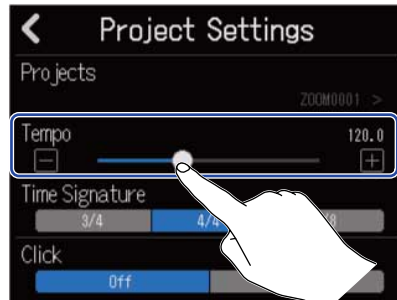 Project Settings
Projects
ZOOM0001 >
Tempo
120.0
Time Signature
3/4 4/4
Click
Off